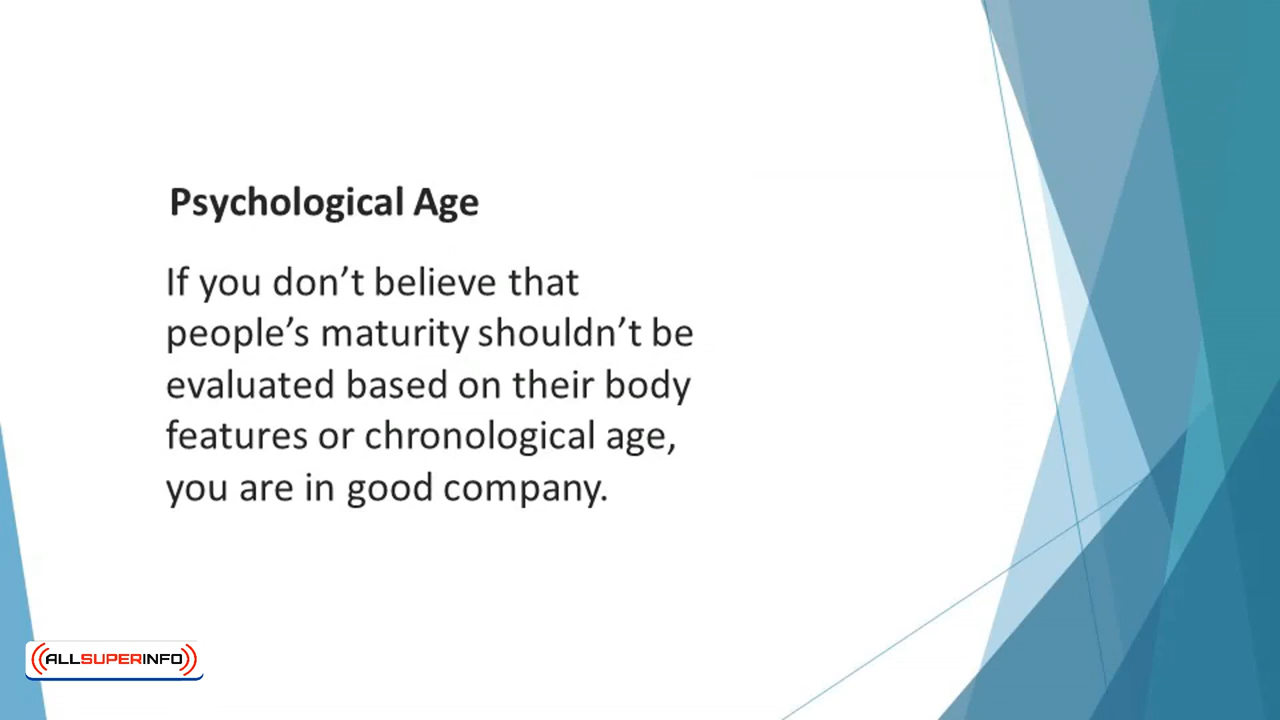 Psychological Age
If you don’t believe that
people’s maturity shouldn’t be
evaluated based on their body
features or chronological age,
you are in good company.
ALLSUPERINFO